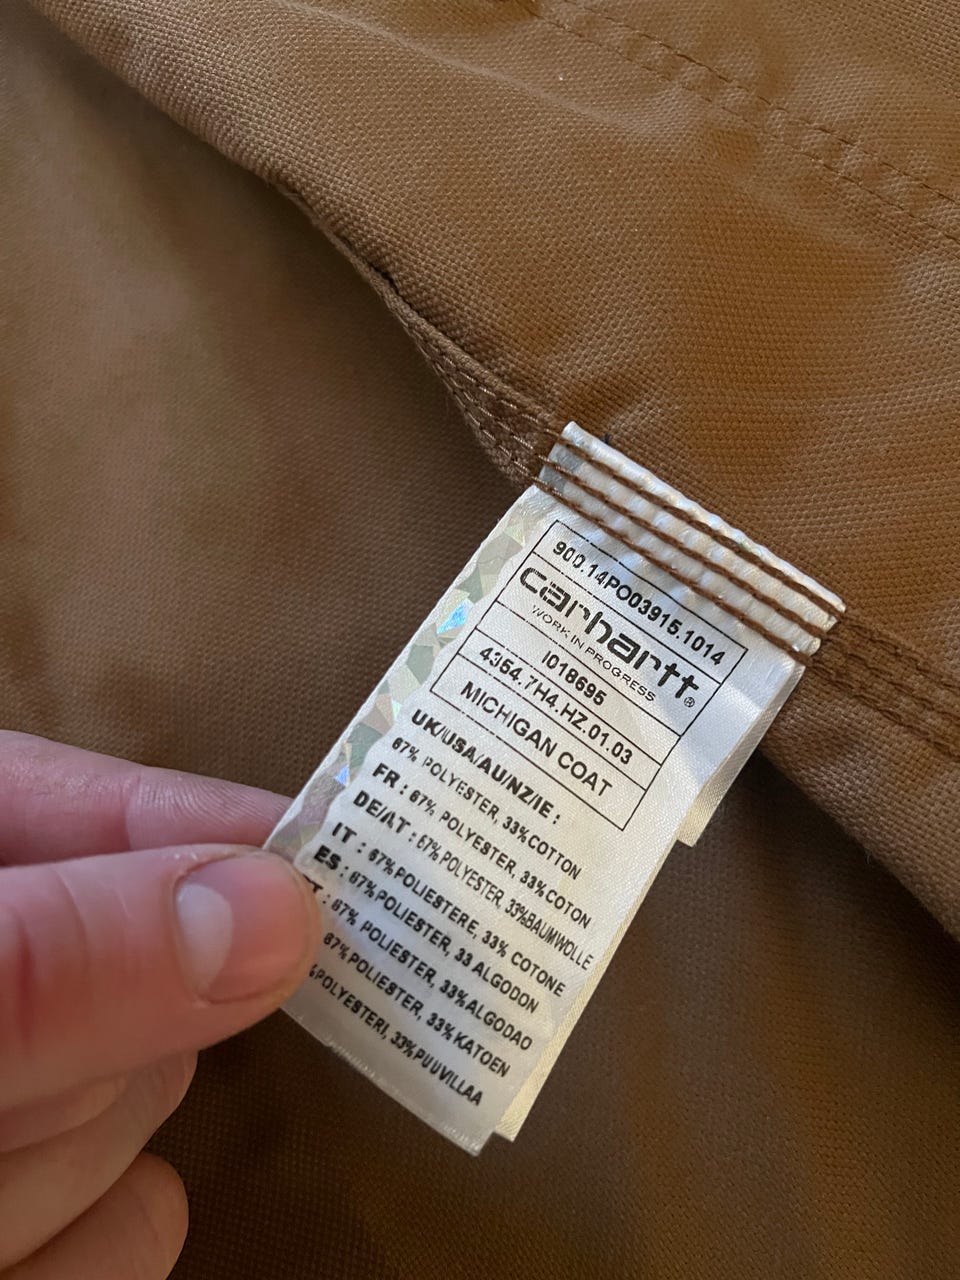 900.14PO03915.1014
carhartt®
WORK IN PROGRESS
I018695
4354.7H4.HZ.01.03
MICHIGAN COAT
UK/USA/AU/NZ/IE :
67% POLYESTER, 33%COTTON
FR : 67% POLYESTER, 33%COTON
DE/AT : 67%POLYESTER, 33%BAUMWOLLE
IT : 67%POLIESTERE, 33% COTONE
ES : 67%POLIESTER, 33 ALGODON
: 67% POLIESTER, 33%ALGODAO
67%POLYESTER, 33%KATOEN
%POLYESTERI, 33%PUUVILLAA